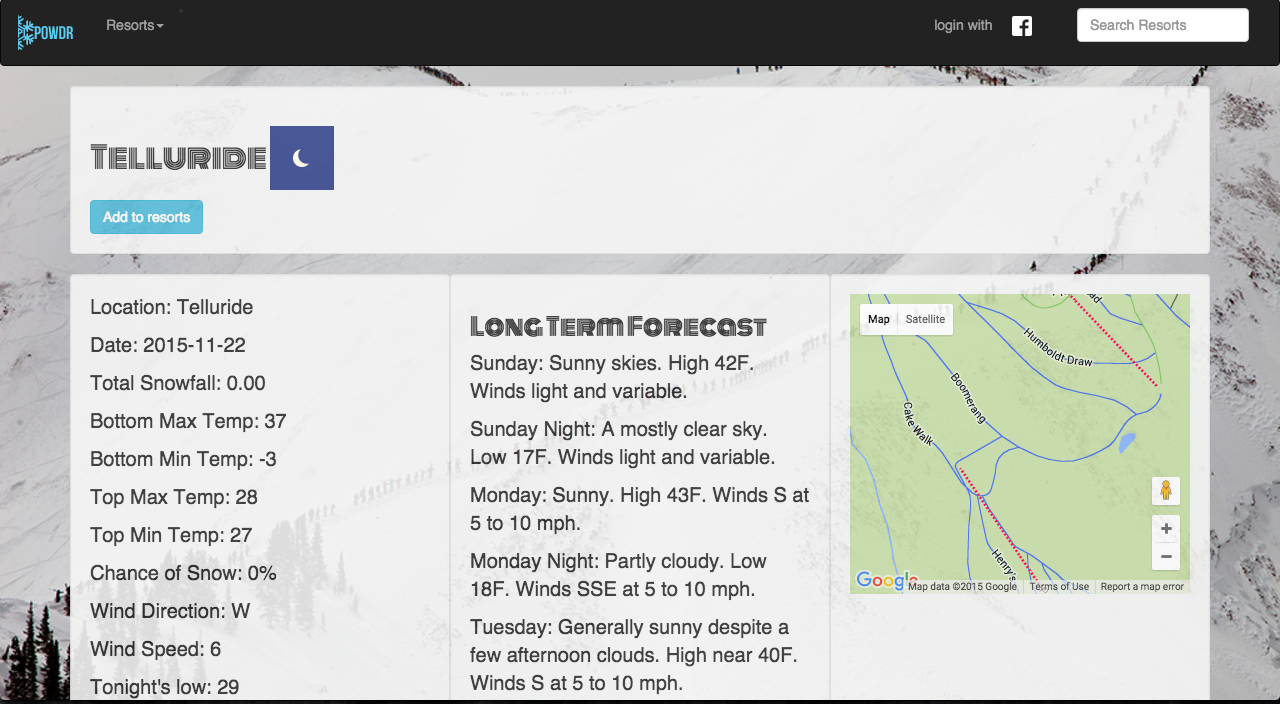 POWDR
Resorts
login with
Search Resorts
TELLURIDE
Add to resorts
Location: Telluride
Date: 2015-11-22
Total Snowfall: 0.00
Bottom Max Temp: 37
Bottom Min Temp: -3
Top Max Temp: 28
Top Min Temp: 27
Chance of Snow: 0%
Wind Direction: W
Wind Speed: 6
Tonight's low: 29
LONG TERM FORECAST
Sunday: Sunny skies. High 42F.
Winds light and variable.
Sunday Night: A mostly clear sky.
Low 17F. Winds light and variable.
Monday: Sunny. High 43F. Winds S at
5 to 10 mph.
Monday Night: Partly cloudy. Low
18F. Winds SSE at 5 to 10 mph.
Tuesday: Generally sunny despite a
few afternoon clouds. High near 40F.
Winds S at 5 to 10 mph.
Map
Satellite
Humboldt Draw
Boomerang
Cake Walk
Henry's
Google
Map data ©2015 Google
Terms of Use
Report a map error